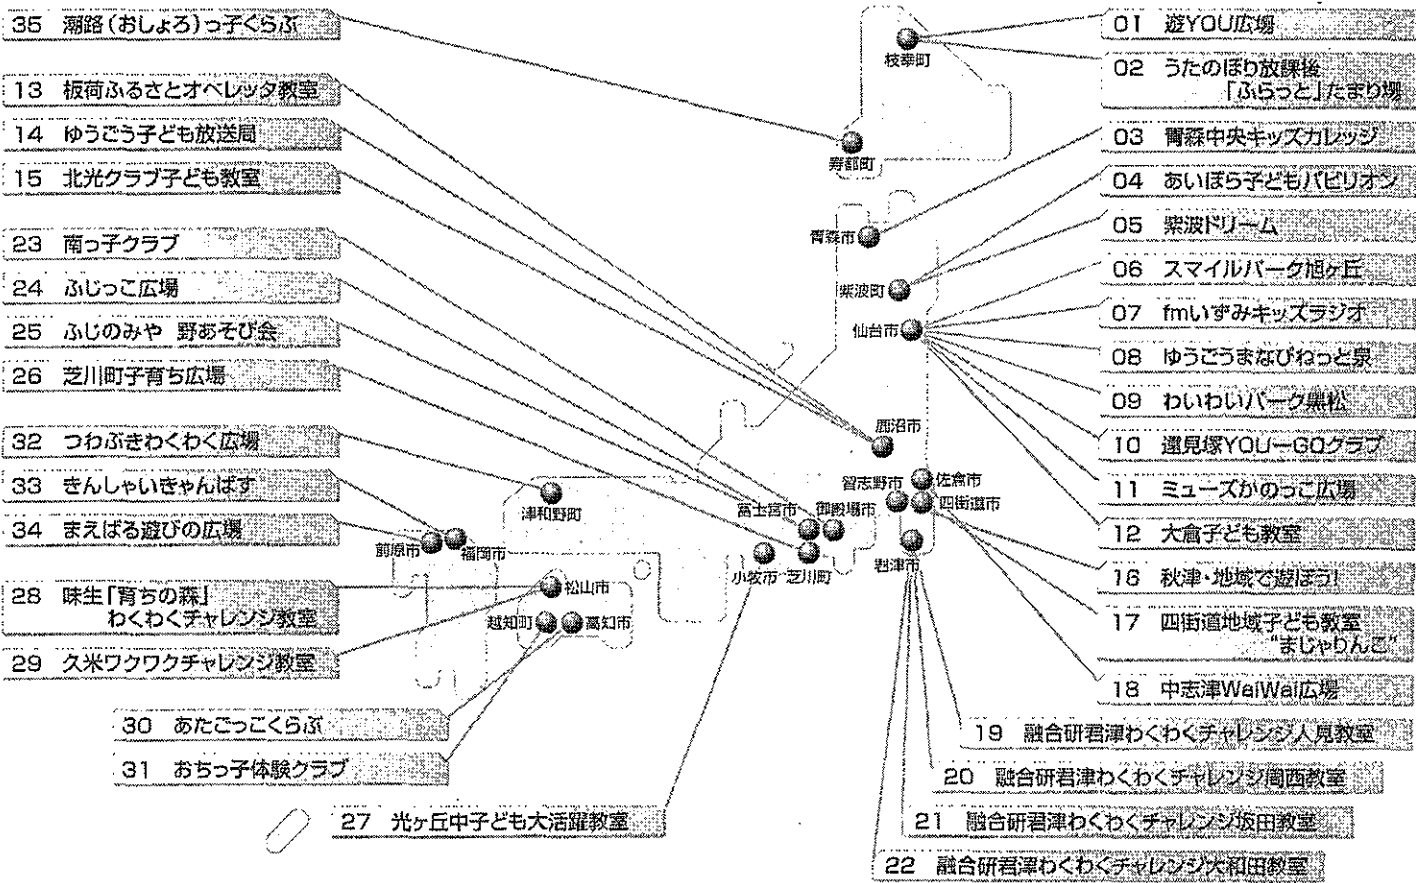 35 潮路(おしょろ)っ子くらぶ
13 板荷ふるさとオペレッタ教室
14 ゆうごう子ども放送局
15 北光クラブ子ども教室
23 南っ子クラブ
24 ふじっこ広場
25 ふじのみや 野あそび会
26 芝川町子育ち広場
32 つわぶきわくわく広場
33 きんしゃいきゃんぱす
34 まえばる遊びの広場
28 味生「育ちの森」
わくわくチャレンジ教室
29 久米ワクワクチャレンジ教室
30 あたごっこくらぶ
31 おちっ子体験クラブ
27 光ヶ丘中子ども大活躍教室
枝幸町
寿都町
青森市
紫波町
仙台市
鹿沼市
佐倉市
習志野市
四街道市
君津市
御殿場市
富士宮市
芝川町
小牧市
津和野町
前原市
福岡市
松山市
越知町
高知市
01 遊YOU広場
02 うたのぼり放課後
「ふらっと」たまり場
03 青森中央キッズカレッジ
04 あいぽら子どもパビリオン
05 紫波ドリーム
06 スマイルパーク旭ヶ丘
07 fmいずみキッズラジオ
08 ゆうごうまなびねっと泉
09 わいわいパーク黒松
10 遠見塚YOU−GOクラブ
11 ミューズかのっこ広場
12 大倉子ども教室
16 秋津・地域で遊ぼう!
17 四街道地域子ども教室
"まじゃりんこ"
18 中志津WaiWai広場
19 融合研君津わくわくチャレンジ人見教室
20 融合研君津わくわくチャレンジ周西教室
21 融合研君津わくわくチャレンジ坂田教室
22 融合研君津わくわくチャレンジ大和田教室